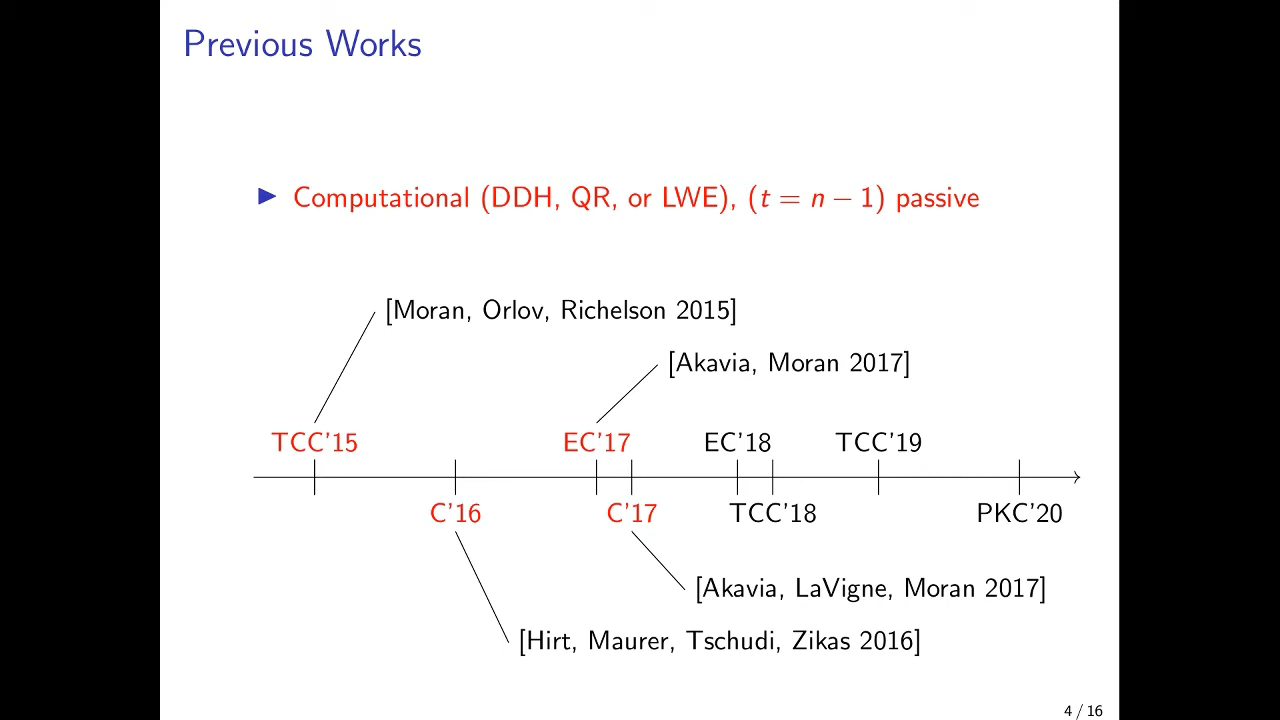 Previous Works
Computational (DDH, QR, or LWE), (t = n − 1) passive
[Moran, Orlov, Richelson 2015]
[Akavia, Moran 2017]
TCC'15
EC'17
EC'18
TCC'19
C'16
C'17
TCC'18
PKC'20
[Akavia, LaVigne, Moran 2017]
[Hirt, Maurer, Tschudi, Zikas 2016]
4 / 16